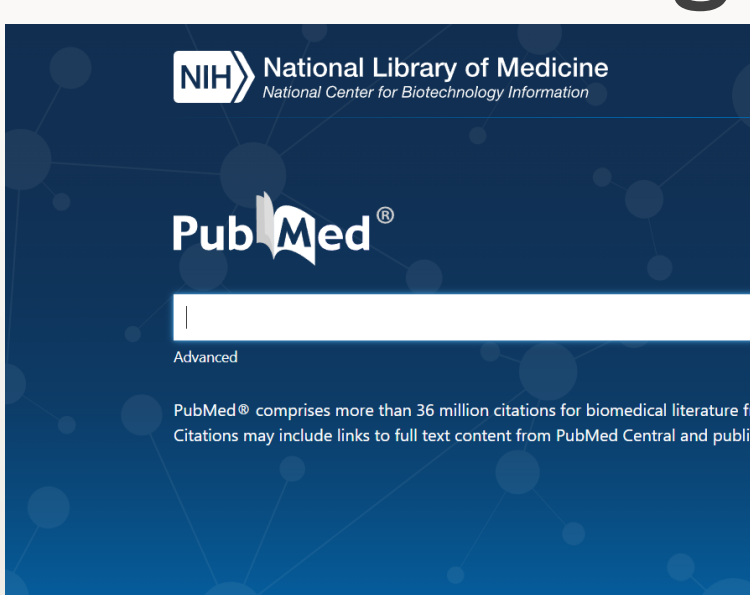 NIH National Library of Medicine
National Center for Biotechnology Information
PubMed®
Advanced
PubMed® comprises more than 36 million citations for biomedical literature
Citations may include links to full text content from PubMed Central and